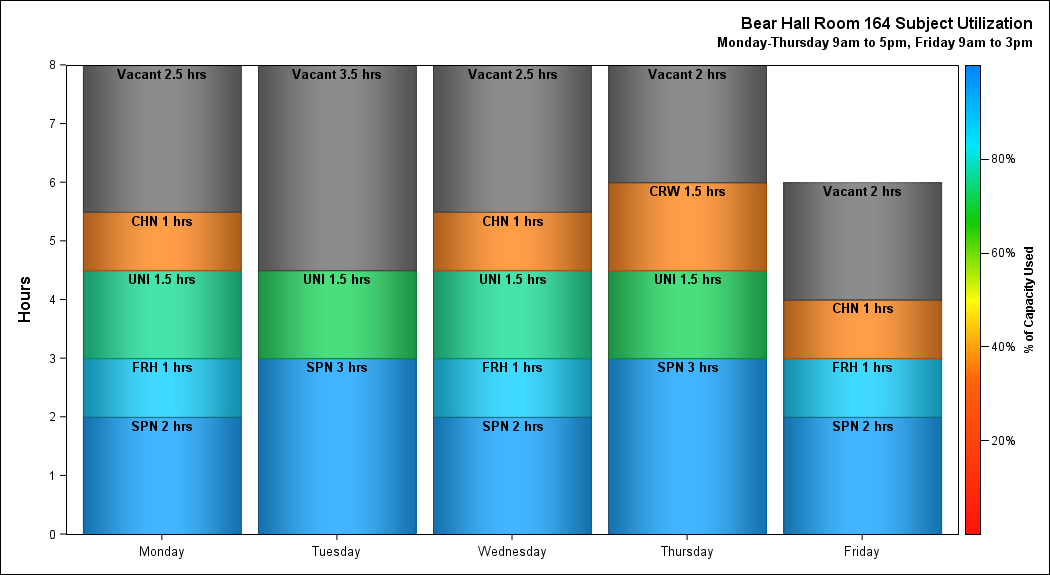 Bear Hall Room 164 Subject Utilization
Monday-Thursday 9am to 5pm, Friday 9am to 3pm
Hours
8
7
6
5
4
3
2
1
0
Vacant 2.5 hrs
CHN 1 hrs
UNI 1.5 hrs
FRH 1 hrs
SPN 2 hrs
Vacant 3.5 hrs
UNI 1.5 hrs
SPN 3 hrs
Vacant 2.5 hrs
CHN 1 hrs
UNI 1.5 hrs
FRH 1 hrs
SPN 2 hrs
Vacant 2 hrs
CRW 1.5 hrs
UNI 1.5 hrs
SPN 3 hrs
Vacant 2 hrs
CHN 1 hrs
FRH 1 hrs
SPN 2 hrs
Monday
Tuesday
Wednesday
Thursday
Friday
80%
60%
40%
20%
% of Capacity Used